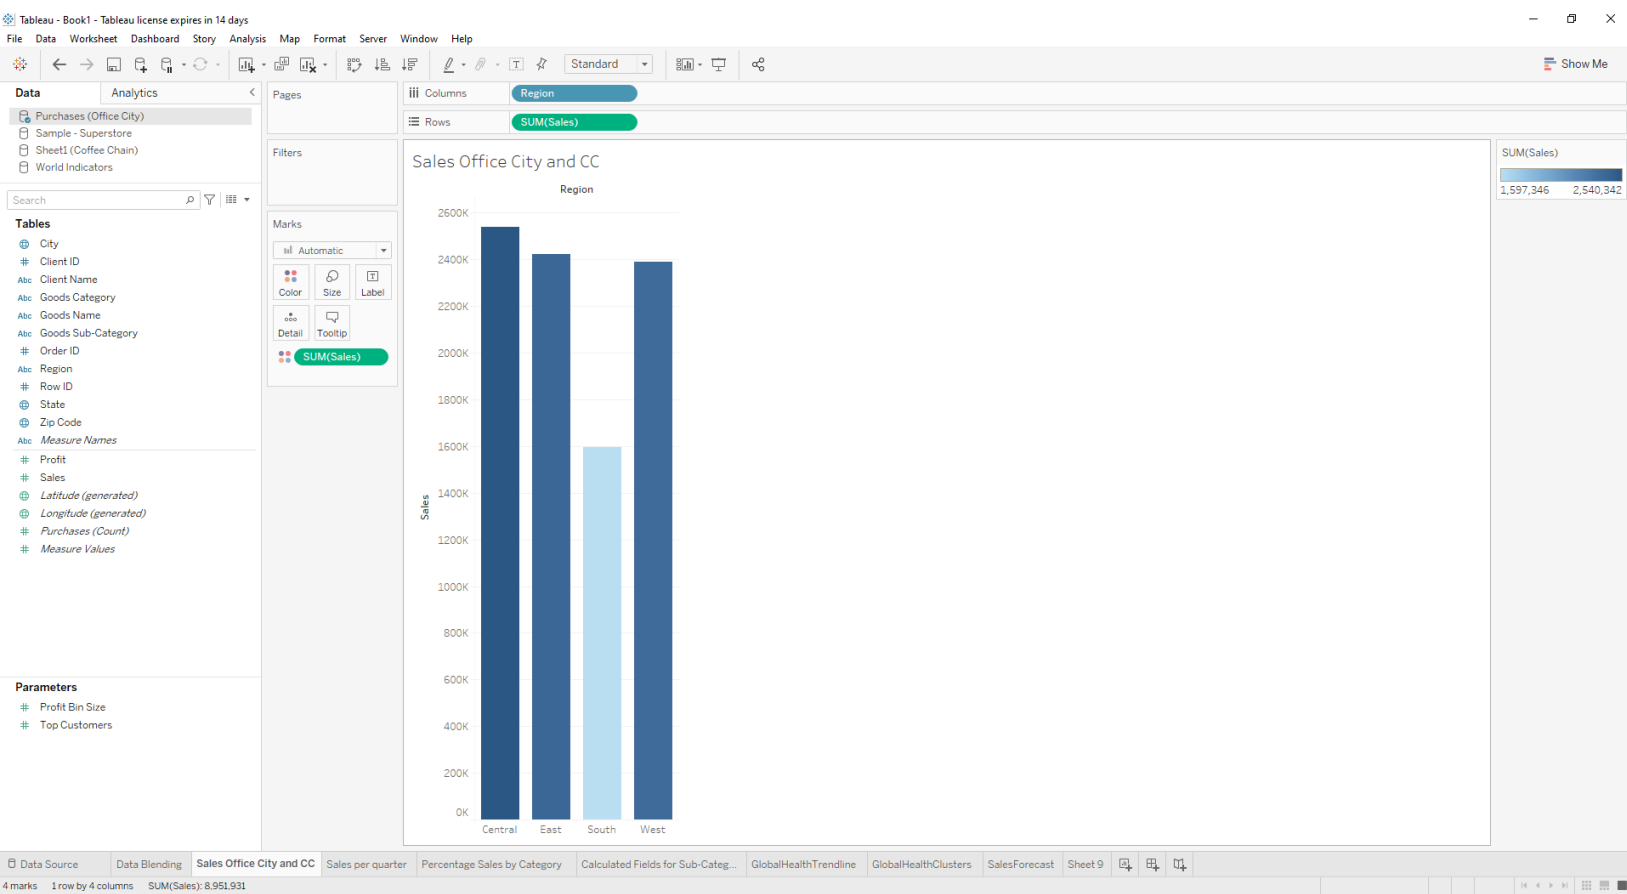 Tableau - Book1 - Tableau license expires in 14 days
File Data Worksheet Dashboard Story Analysis Map Format Server Window Help
Standard
Show Me
Data Analytics
Purchases (Office City)
Sample - Superstore
Sheet1 (Coffee Chain)
World Indicators
Search
Tables
City
# Client ID
Abc Client Name
Abc Goods Category
Abc Goods Name
Abc Goods Sub-Category
# Order ID
Abc Region
# Row ID
State
Zip Code
Abc Measure Names
# Profit
# Sales
Latitude (generated)
Longitude (generated)
# Purchases (Count)
# Measure Values
Parameters
# Profit Bin Size
# Top Customers
Pages
Filters
Marks
Automatic
Color Size Label
Detail Tooltip
SUM(Sales)
Columns Region
Rows SUM(Sales)
Sales Office City and CC
Region
2600K
2400K
2200K
2000K
1800K
1600K
1400K
1200K
1000K
800K
600K
400K
200K
0K
Sales
Central East South West
SUM(Sales)
1,597,346 2,540,342
Data Source Data Blending Sales Office City and CC Sales per quarter Percentage Sales by Category Calculated Fields for Sub-Categ... GlobalHealthTrendline GlobalHealthClusters SalesForecast Sheet 9
4 marks 1 row by 4 columns SUM(Sales): 8,951,931